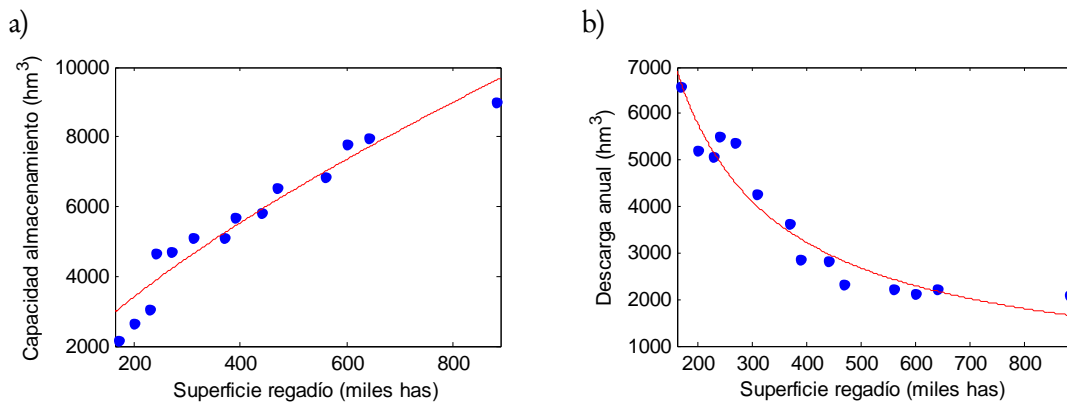 a)
Capacidad almacenamiento (hm³)
10000
8000
6000
4000
2000
200 400 600 800
Superficie regadío (miles has)
b)
Descarga anual (hm³)
7000
6000
5000
4000
3000
2000
1000
200 300 400 500 600 700 800
Superficie regadío (miles has)